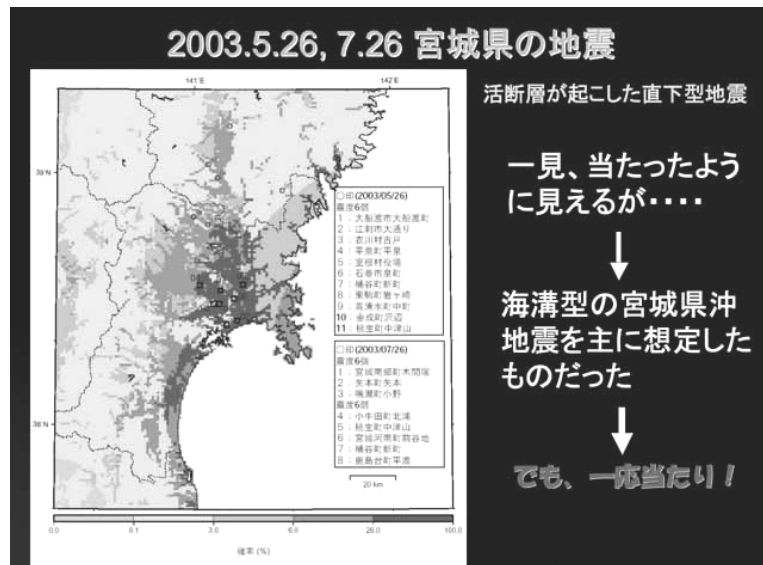 2003.5.26, 7.26 宮城県の地震
141°E
142°E
39°N
38°N
○印(2003/05/26)
震度6弱
1：大船渡市大船渡町
2：江刺市大通り
3：衣川村古戸
4：平泉町平泉
5：室根村役場
6：石巻市泉町
7：桶谷町新町
8：栗駒町岩ヶ崎
9：高清水町中町
10：金成町沢辺
11：桃生町中津山
□印(2003/07/26)
震度6強
1：宮城南郷町木間塚
2：矢本町矢本
3：鳴瀬町小野
震度6弱
4：小牛田町北浦
5：桃生町中津山
6：宮城河南町前谷地
7：桶谷町新町
8：鹿島台町平渡
20 km
0.0
0.1
3.0
6.0
26.0
100.0
確率 (%)
活断層が起こした直下型地震
一見、当たったよう
に見えるが・・・・
海溝型の宮城県沖
地震を主に想定した
ものだった
でも、一応当たり！